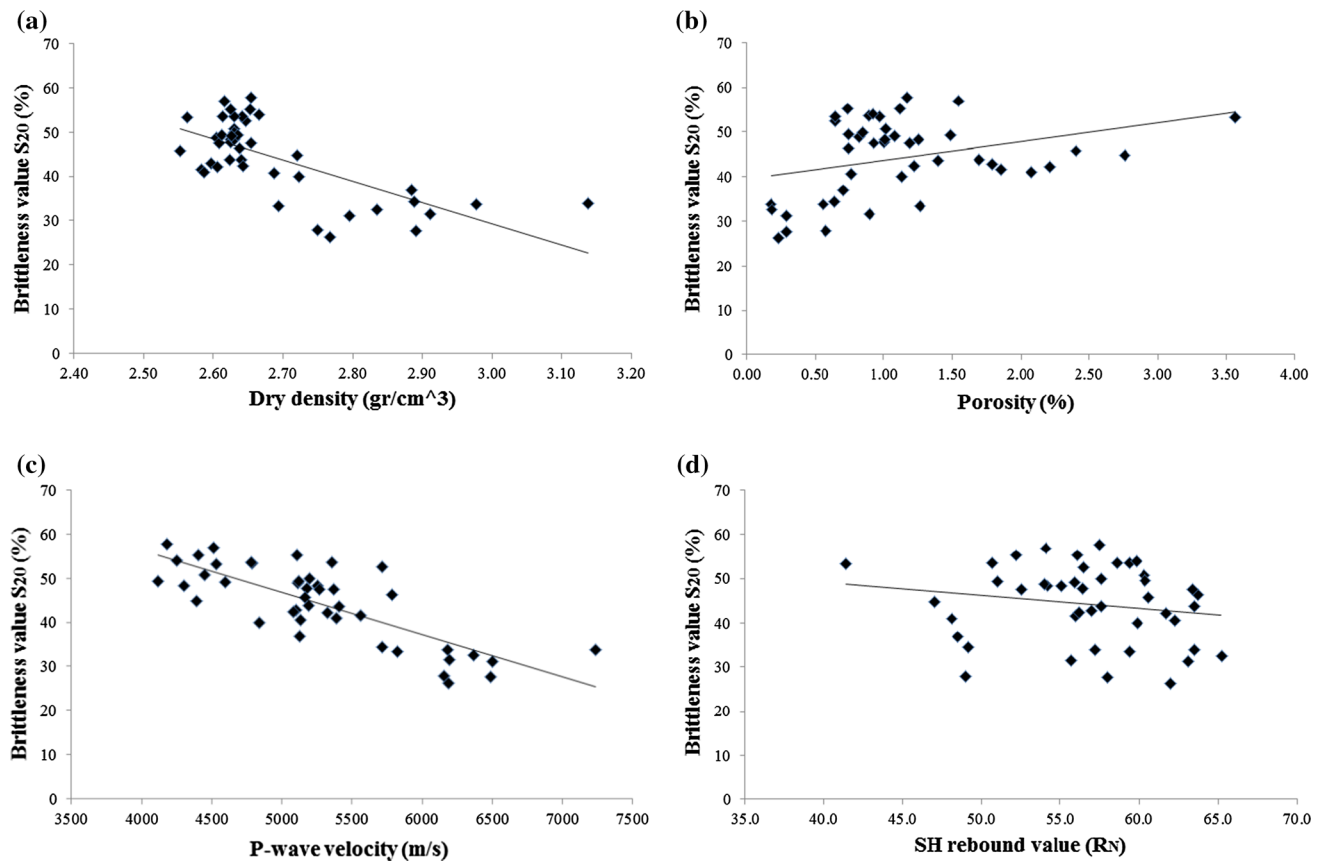 (a)
70
60
50
40
30
20
10
0
Brittleness value S20 (%)
2.40 2.50 2.60 2.70 2.80 2.90 3.00 3.10 3.20
Dry density (gr/cm^3)
(b)
70
60
50
40
30
20
10
0
Brittleness value S20 (%)
0.00 0.50 1.00 1.50 2.00 2.50 3.00 3.50 4.00
Porosity (%)
(c)
70
60
50
40
30
20
10
0
Brittleness value S20 (%)
3500 4000 4500 5000 5500 6000 6500 7000 7500
P-wave velocity (m/s)
(d)
70
60
50
40
30
20
10
0
Brittleness value S20 (%)
35.0 40.0 45.0 50.0 55.0 60.0 65.0 70.0
SH rebound value (RN)